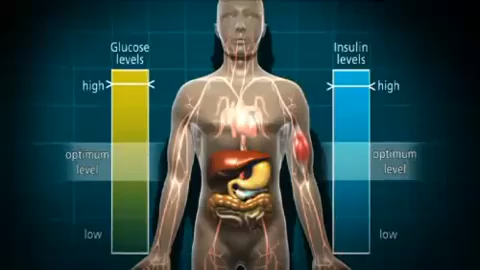 Glucose
levels
high
optimum
level
low
Insulin
levels
high
optimum
level
low